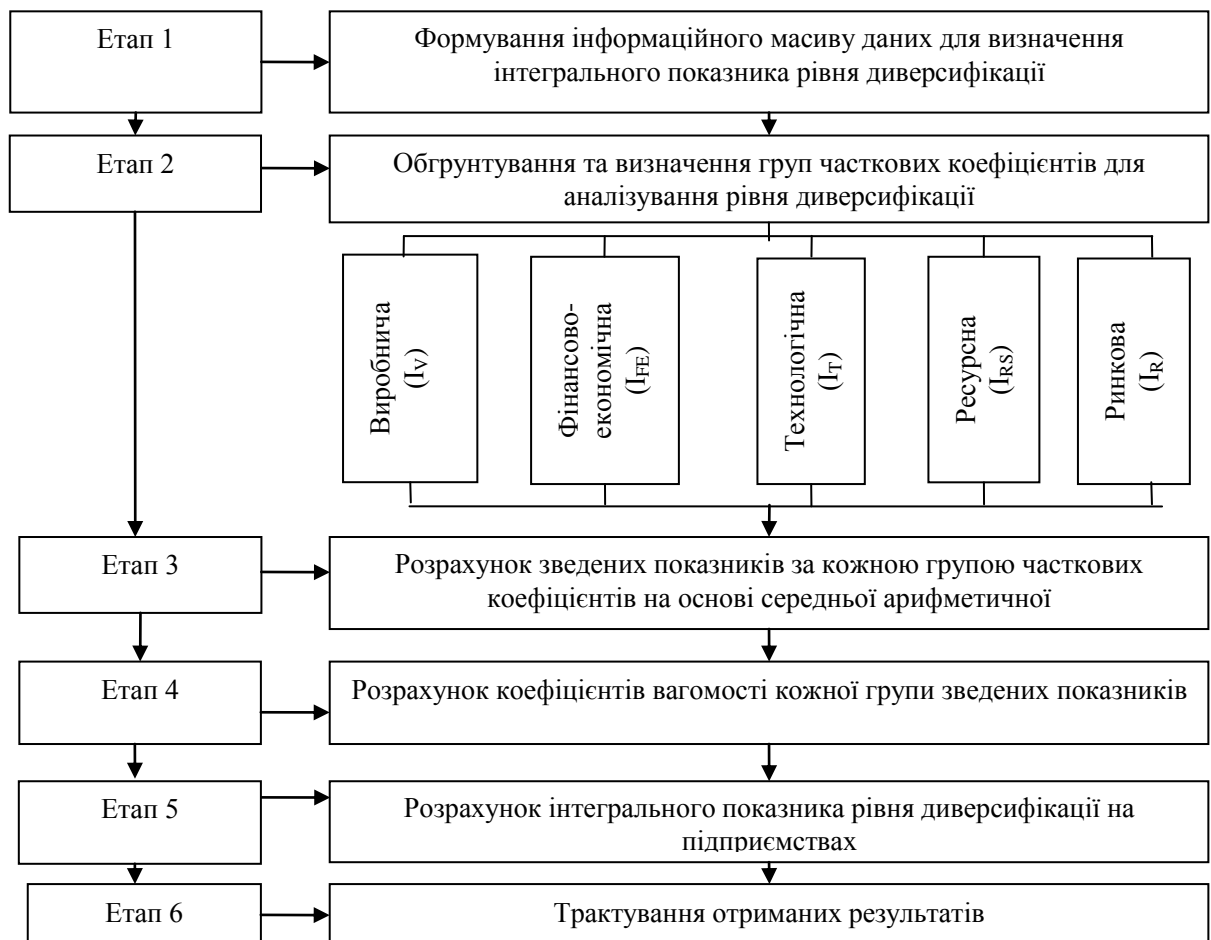 Етап 1
Формування інформаційного масиву даних для визначення
інтегрального показника рівня диверсифікації
Етап 2
Обгрунтування та визначення груп часткових коефіцієнтів для
аналізування рівня диверсифікації
Виробнича
(IV)
Фінансово-
економічна
(IFE)
Технологічна
(IT)
Ресурсна
(IRS)
Ринкова
(IR)
Етап 3
Розрахунок зведених показників за кожною групою часткових
коефіцієнтів на основі середньої арифметичної
Етап 4
Розрахунок коефіцієнтів вагомості кожної групи зведених показників
Етап 5
Розрахунок інтегрального показника рівня диверсифікації на
підприємствах
Етап 6
Трактування отриманих результатів